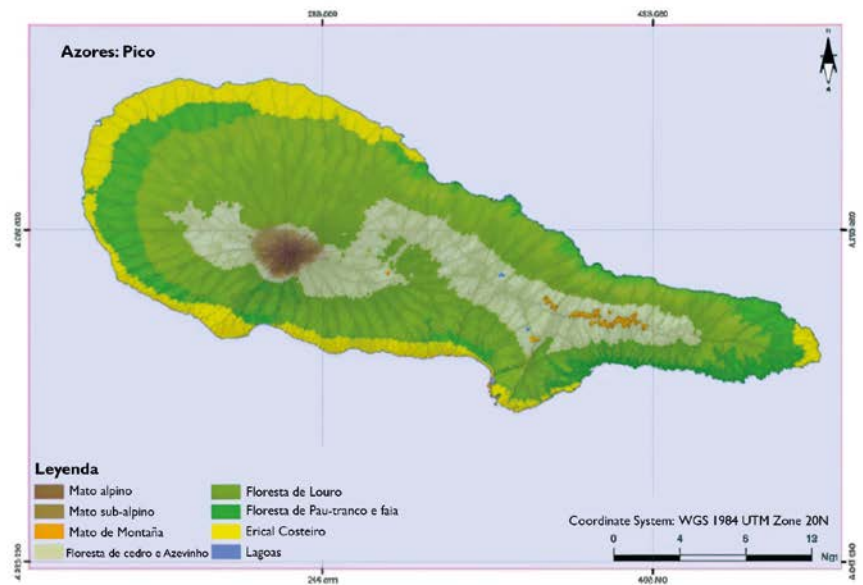 Azores: Pico
Leyenda
Mato alpino
Mato sub-alpino
Mato de Montaña
Floresta de cedro e Azevinho
Floresta de Louro
Floresta de Pau-tranco e faia
Erical Costeiro
Lagoas
Coordinate System: WGS 1984 UTM Zone 20N
0 4 6 12